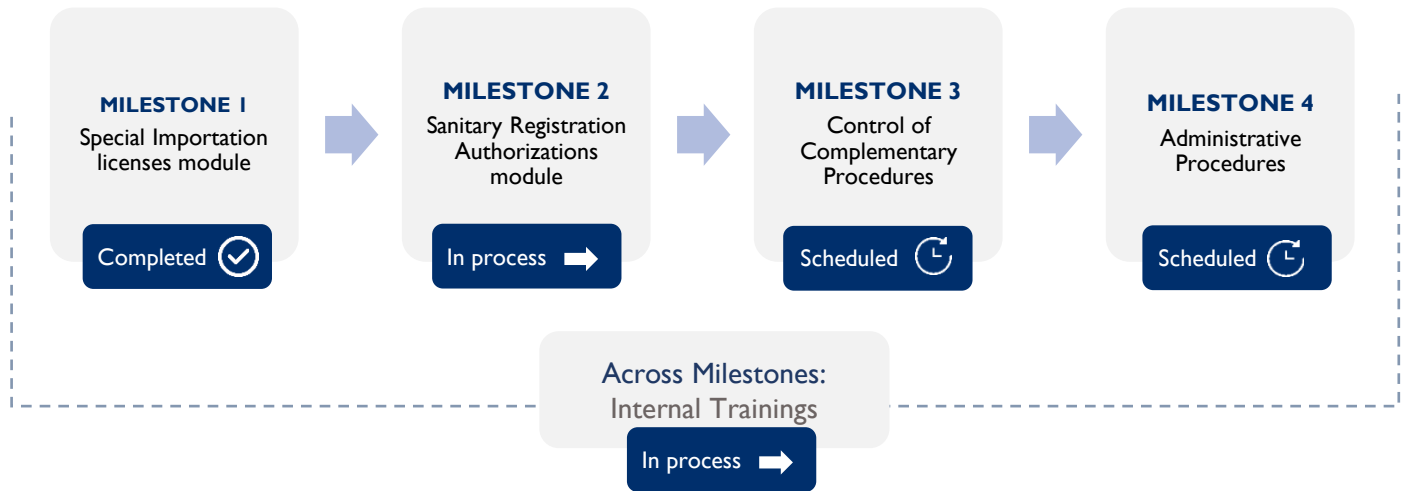 MILESTONE 1
Special Importation
licenses module
Completed
MILESTONE 2
Sanitary Registration
Authorizations
module
In process
MILESTONE 3
Control of
Complementary
Procedures
Scheduled
MILESTONE 4
Administrative
Procedures
Scheduled
Across Milestones:
Internal Trainings
In process